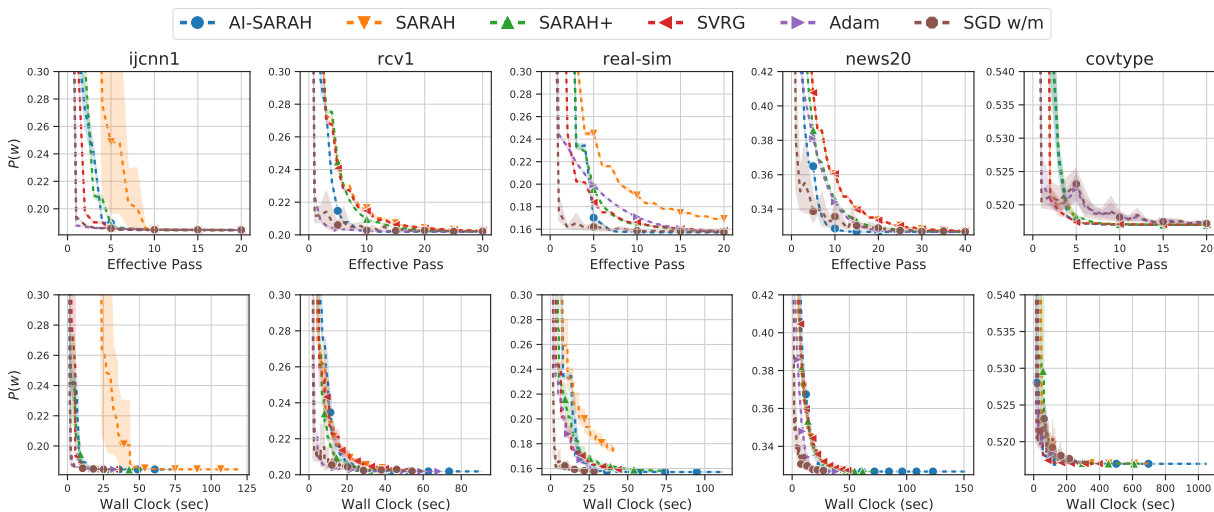 AI-SARAH SARAH SARAH+ SVRG Adam SGD w/m
ijcnn1 rcv1 real-sim news20 covtype
P(w)
0.30 0.28 0.26 0.24 0.22 0.20
0 5 10 15 20
Effective Pass
0.30 0.28 0.26 0.24 0.22 0.20
0 10 20 30
Effective Pass
0.30 0.28 0.26 0.24 0.22 0.20 0.18 0.16
0 5 10 15 20
Effective Pass
0.42 0.40 0.38 0.36 0.34
0 10 20 30 40
Effective Pass
0.540 0.535 0.530 0.525 0.520
0 5 10 15 20
Effective Pass
P(w)
0.30 0.28 0.26 0.24 0.22 0.20
0 25 50 75 100 125
Wall Clock (sec)
0.30 0.28 0.26 0.24 0.22 0.20
0 20 40 60 80
Wall Clock (sec)
0.30 0.28 0.26 0.24 0.22 0.20 0.18 0.16
0 25 50 75 100
Wall Clock (sec)
0.42 0.40 0.38 0.36 0.34
0 50 100 150
Wall Clock (sec)
0.540 0.535 0.530 0.525 0.520
0 200 400 600 800 1000
Wall Clock (sec)